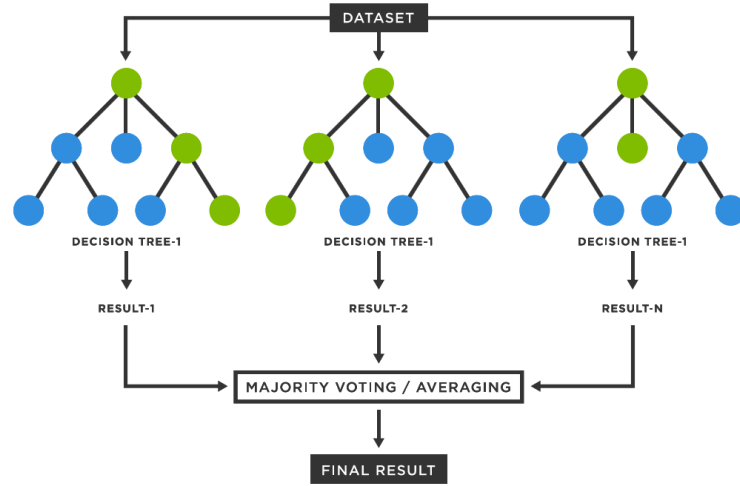 DATASET
DECISION TREE-1
DECISION TREE-1
DECISION TREE-1
RESULT-1
RESULT-2
RESULT-N
MAJORITY VOTING / AVERAGING
FINAL RESULT